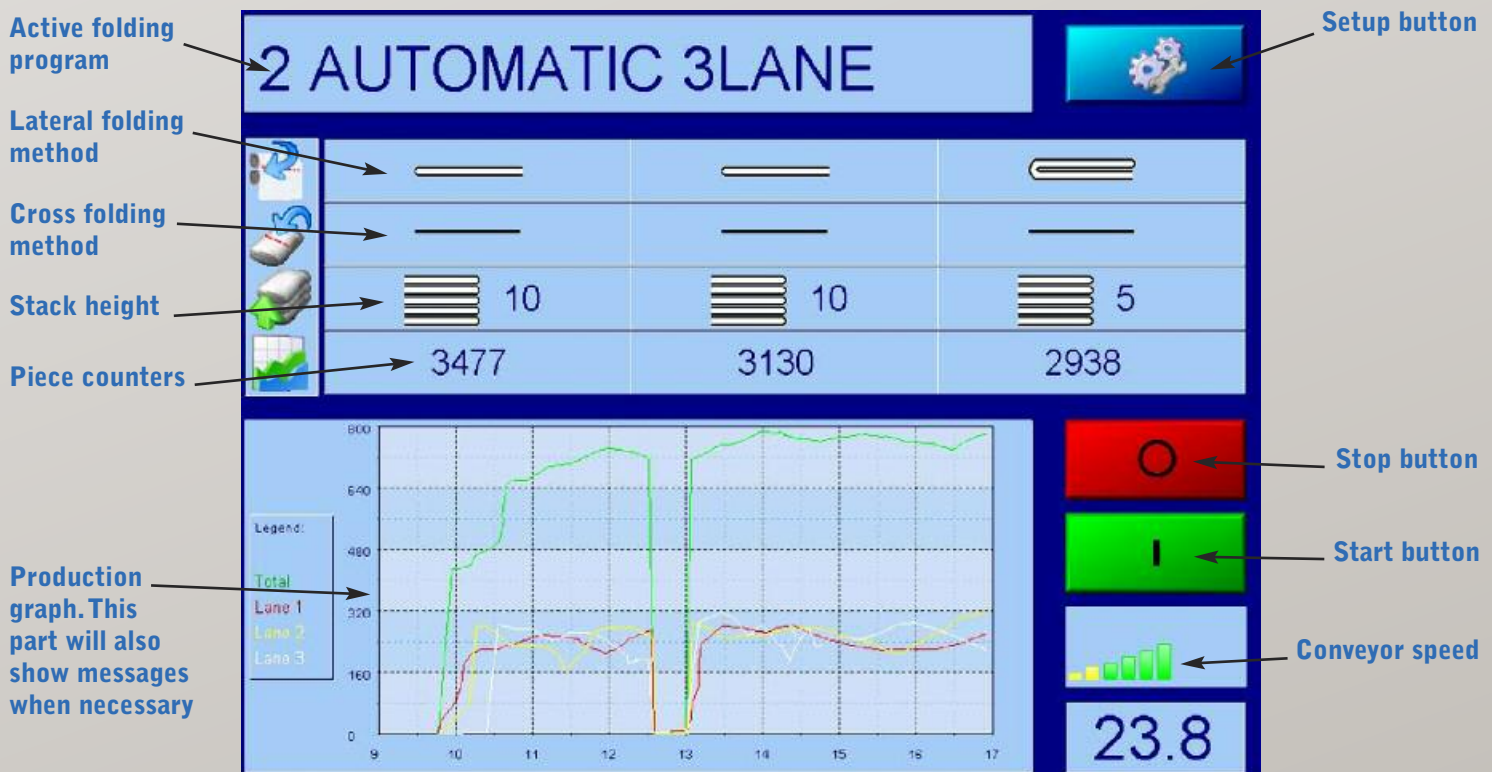 Active folding
program
2 AUTOMATIC 3LANE
Setup button
Lateral folding
method
Cross folding
method
Stack height
10
10
5
Piece counters
3477
3130
2938
Production
graph. This
part will also
show messages
when necessary
Legend:
Total
Lane 1
Lane 2
Lane 3
800
640
480
320
160
0
9 10 11 12 13 14 15 16 17
Stop button
Start button
Conveyor speed
23.8